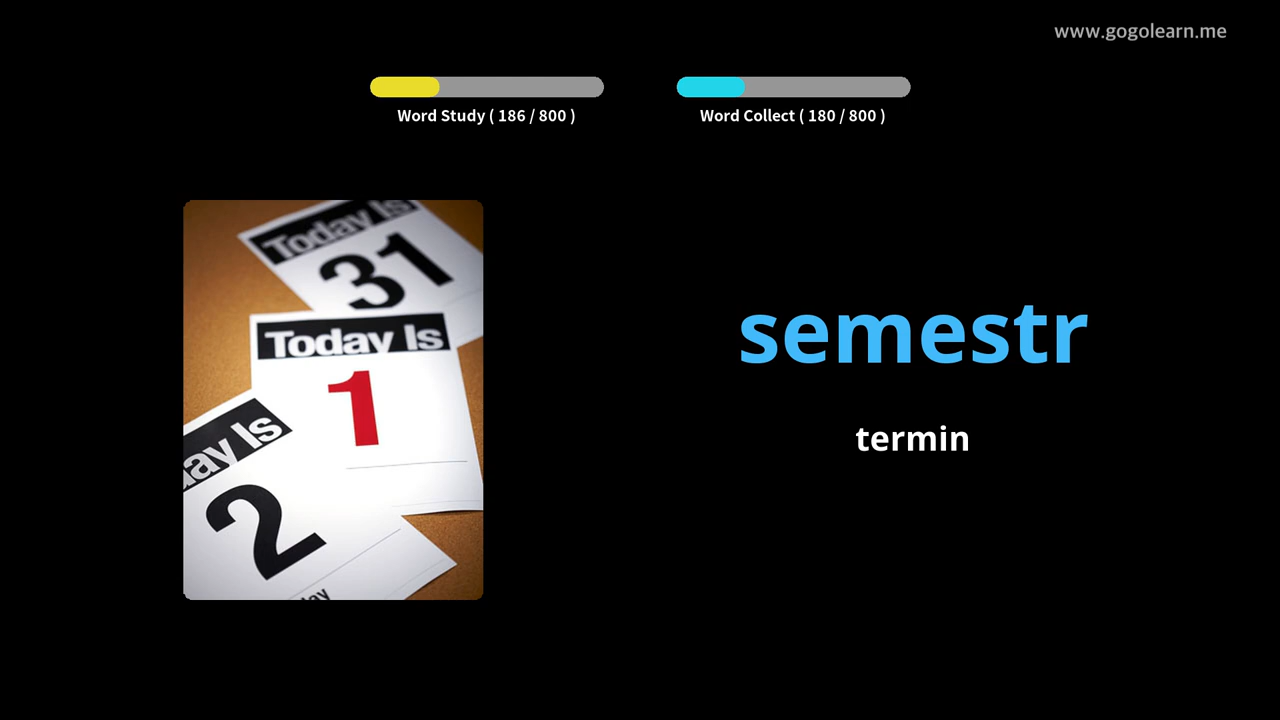 www.gogolearn.me
Word Study ( 186 / 800 )
Word Collect ( 180 / 800 )
Today Is
31
Today Is
1
day Is
2
semestr
termin